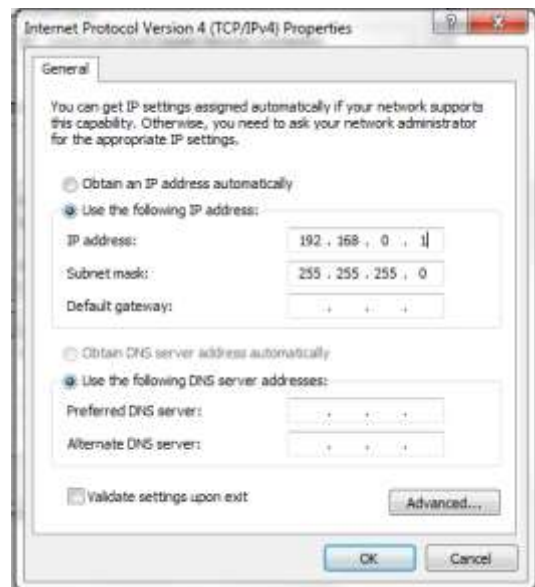 Internet Protocol Version 4 (TCP/IPv4) Properties
General
You can get IP settings assigned automatically if your network supports
this capability. Otherwise, you need to ask your network administrator
for the appropriate IP settings.
Obtain an IP address automatically
Use the following IP address:
IP address: 192 . 168 . 0 . 1
Subnet mask: 255 . 255 . 255 . 0
Default gateway: . . .
Obtain DNS server address automatically
Use the following DNS server addresses:
Preferred DNS server: . . .
Alternate DNS server: . . .
Validate settings upon exit
Advanced...
OK Cancel